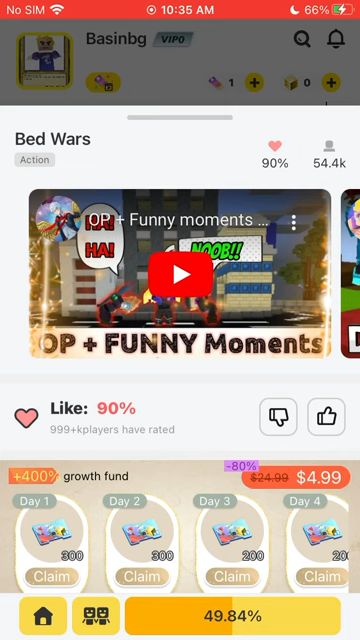 No SIM 10:35 AM 66%
Basinbg VIP0
1 0
Bed Wars
Action
90% 54.4k
OP + Funny moments ...
HA!
HA!
NOOB!!
OP + FUNNY Moments
Like: 90%
999+kplayers have rated
+400% growth fund
-80%
$24.99 $4.99
Day 1 Day 2 Day 3 Day 4
300 300 200 200
Claim Claim Claim Claim
49.84%